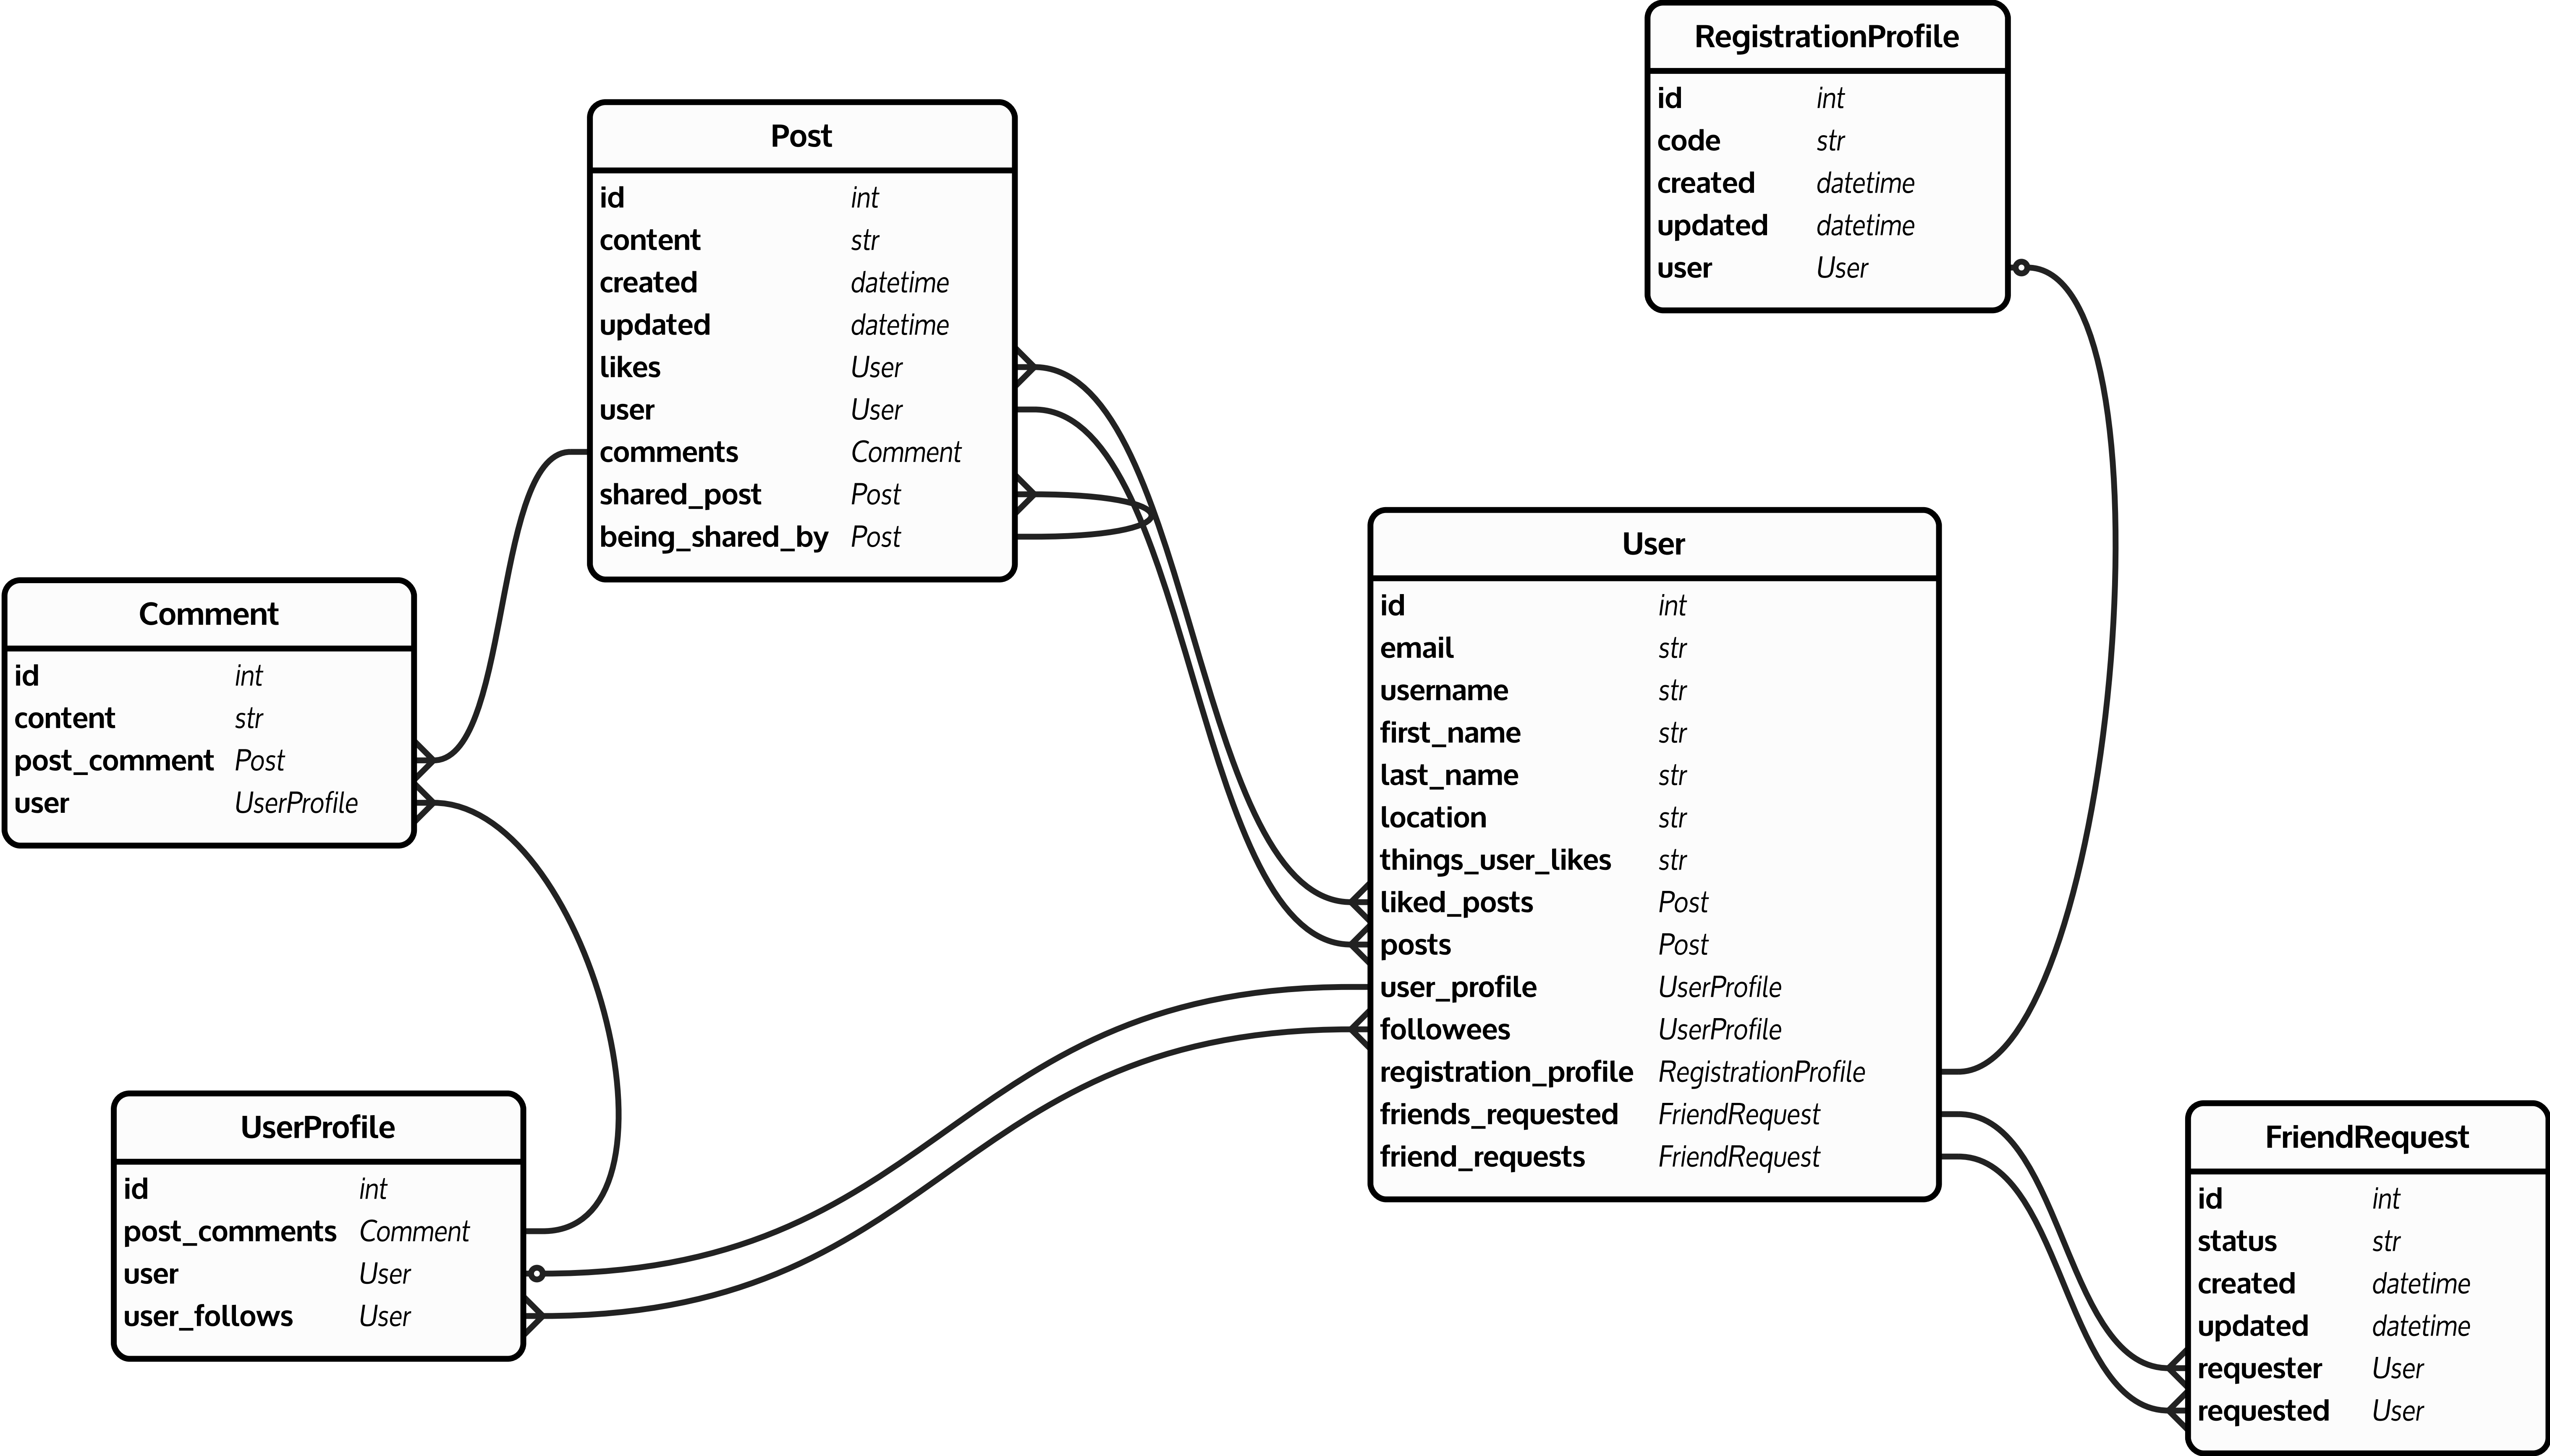 RegistrationProfile
id int
code str
created datetime
updated datetime
user User
Post
id int
content str
created datetime
updated datetime
likes User
user User
comments Comment
shared_post Post
being_shared_by Post
User
id int
email str
username str
first_name str
last_name str
location str
things_user_likes str
liked_posts Post
posts Post
user_profile UserProfile
followees UserProfile
registration_profile RegistrationProfile
friends_requested FriendRequest
friend_requests FriendRequest
Comment
id int
content str
post_comment Post
user UserProfile
UserProfile
id int
post_comments Comment
user User
user_follows User
FriendRequest
id int
status str
created datetime
updated datetime
requester User
requested User